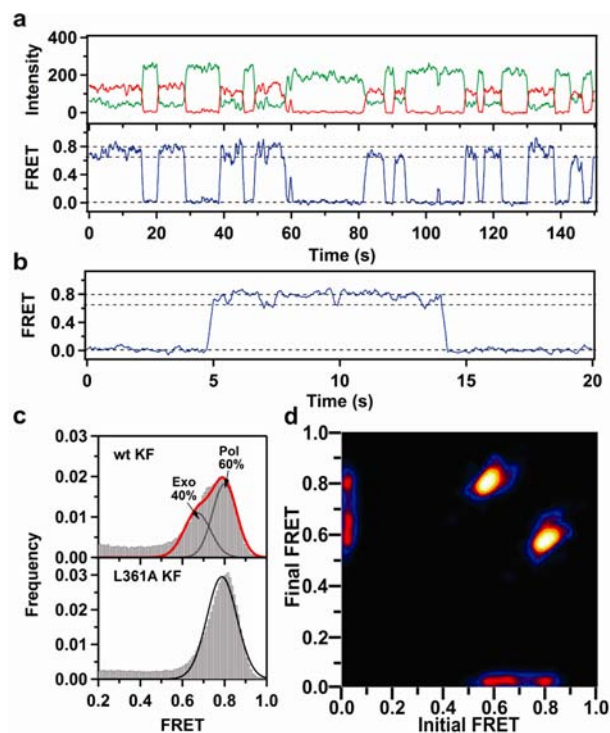 a
400
200
0
Intensity
0.8
0.4
0.0
FRET
0 20 40 60 80 100 120 140
Time (s)
b
0.8
0.4
0.0
FRET
0 5 10 15 20
Time (s)
c
0.03
0.02
0.01
0.00
wt KF
Exo
40%
Pol
60%
Frequency
0.03
0.02
0.01
0.00
L361A KF
0.2 0.4 0.6 0.8 1.0
FRET
d
1.0
0.8
0.6
0.4
0.2
0.0
Final FRET
0.0 0.2 0.4 0.6 0.8 1.0
Initial FRET